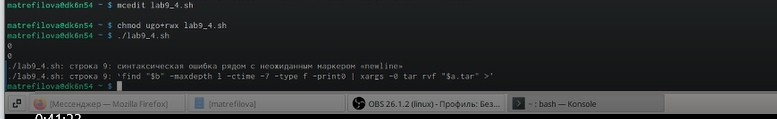 matrefilova@dk6n54 ~ $ mcedit lab9_4.sh
matrefilova@dk6n54 ~ $ chmod ugo+rwx lab9_4.sh
matrefilova@dk6n54 ~ $ ./lab9_4.sh
0
0
./lab9_4.sh: строка 9: синтаксическая ошибка рядом с неожиданным маркером «newline»
./lab9_4.sh: строка 9: 'find "$b" -maxdepth 1 -ctime -7 -type f -print0 | xargs -0 tar rvf "$a.tar" >'
matrefilova@dk6n54 ~ $
[Мессенджер — Mozilla Firefox]
[matrefilova]
OBS 26.1.2 (linux) - Профиль: Без...
~ : bash — Konsole
0:41:22